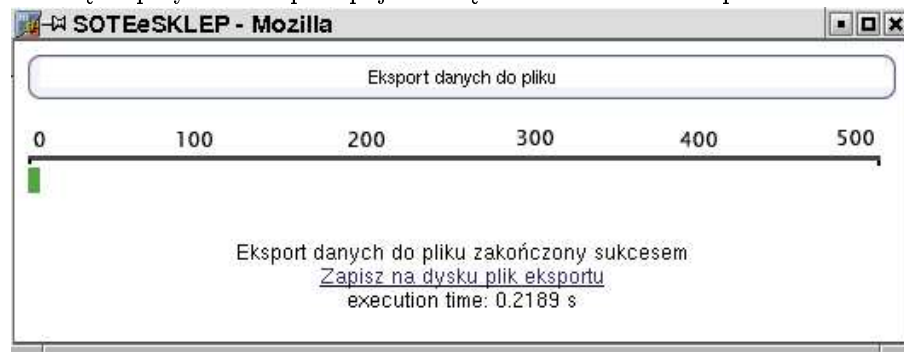 SOTEeSKLEP - Mozilla
Eksport danych do pliku
0 100 200 300 400 500
Eksport danych do pliku zakończony sukcesem
Zapisz na dysku plik eksportu
execution time: 0.2189 s